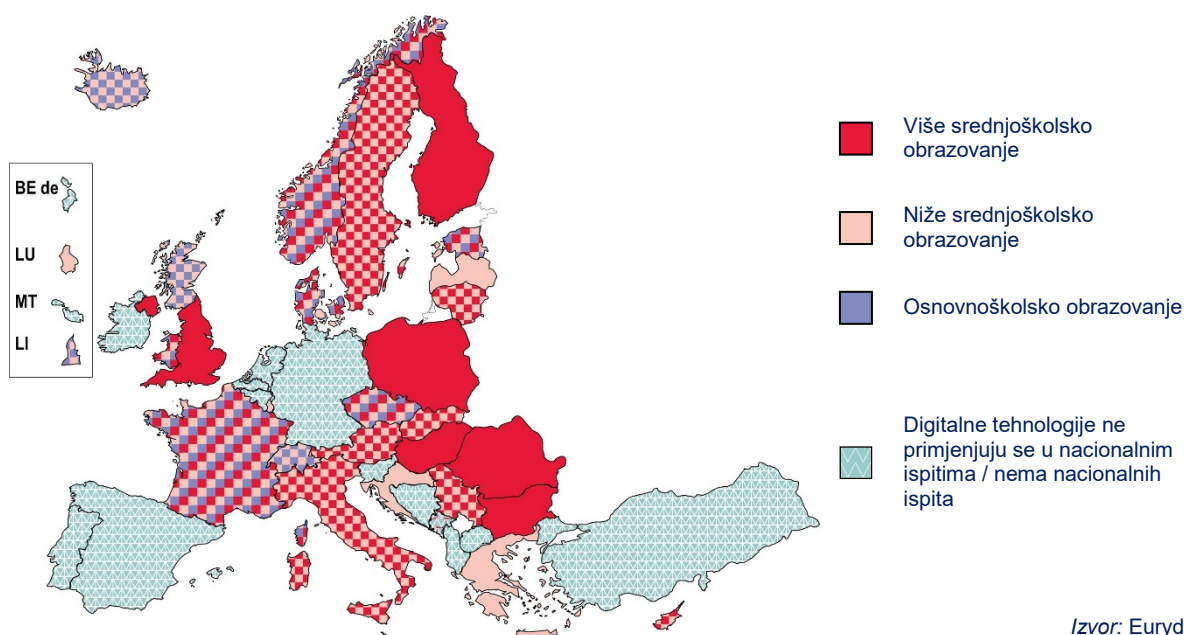 BE de
LU
MT
LI
Više srednjoškolsko
obrazovanje
Niže srednjoškolsko
obrazovanje
Osnovnoškolsko obrazovanje
Digitalne tehnologije ne
primjenjuju se u nacionalnim
ispitima / nema nacionalnih
ispita
Izvor: Euryd